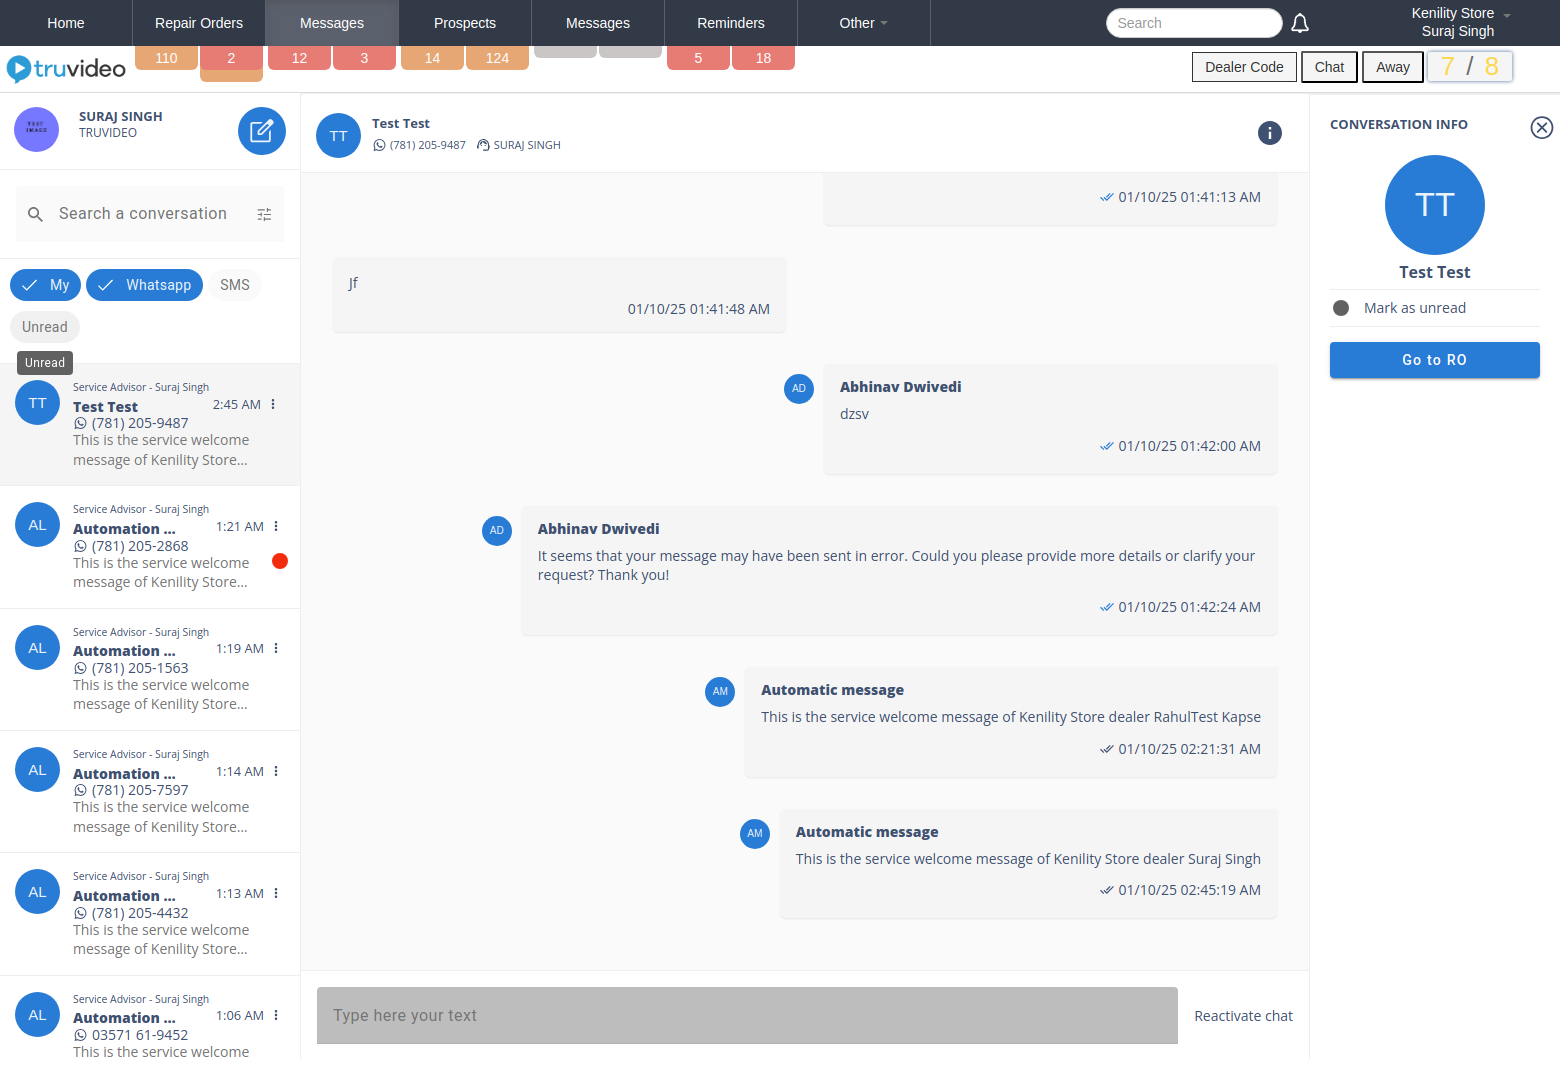 Home
Repair Orders
Messages
Prospects
Messages
Reminders
Other
Search
Kenility Store
Suraj Singh
truvideo
110
2
12
3
14
124
5
18
Dealer Code
Chat
Away
7 / 8
TEST
IMAGE
SURAJ SINGH
TRUVIDEO
Search a conversation
My
Whatsapp
SMS
Unread
Unread
TT
Service Advisor - Suraj Singh
Test Test
2:45 AM
(781) 205-9487
This is the service welcome
message of Kenility Store...
AL
Service Advisor - Suraj Singh
Automation ...
1:21 AM
(781) 205-2868
This is the service welcome
message of Kenility Store...
AL
Service Advisor - Suraj Singh
Automation ...
1:19 AM
(781) 205-1563
This is the service welcome
message of Kenility Store...
AL
Service Advisor - Suraj Singh
Automation ...
1:14 AM
(781) 205-7597
This is the service welcome
message of Kenility Store...
AL
Service Advisor - Suraj Singh
Automation ...
1:13 AM
(781) 205-4432
This is the service welcome
message of Kenility Store...
AL
Service Advisor - Suraj Singh
Automation ...
1:06 AM
03571 61-9452
This is the service welcome
TT
Test Test
(781) 205-9487 SURAJ SINGH
01/10/25 01:41:13 AM
Jf
01/10/25 01:41:48 AM
AD
Abhinav Dwivedi
dzsv
01/10/25 01:42:00 AM
AD
Abhinav Dwivedi
It seems that your message may have been sent in error. Could you please provide more details or clarify your
request? Thank you!
01/10/25 01:42:24 AM
AM
Automatic message
This is the service welcome message of Kenility Store dealer RahulTest Kapse
01/10/25 02:21:31 AM
AM
Automatic message
This is the service welcome message of Kenility Store dealer Suraj Singh
01/10/25 02:45:19 AM
Type here your text
Reactivate chat
CONVERSATION INFO
TT
Test Test
Mark as unread
Go to RO